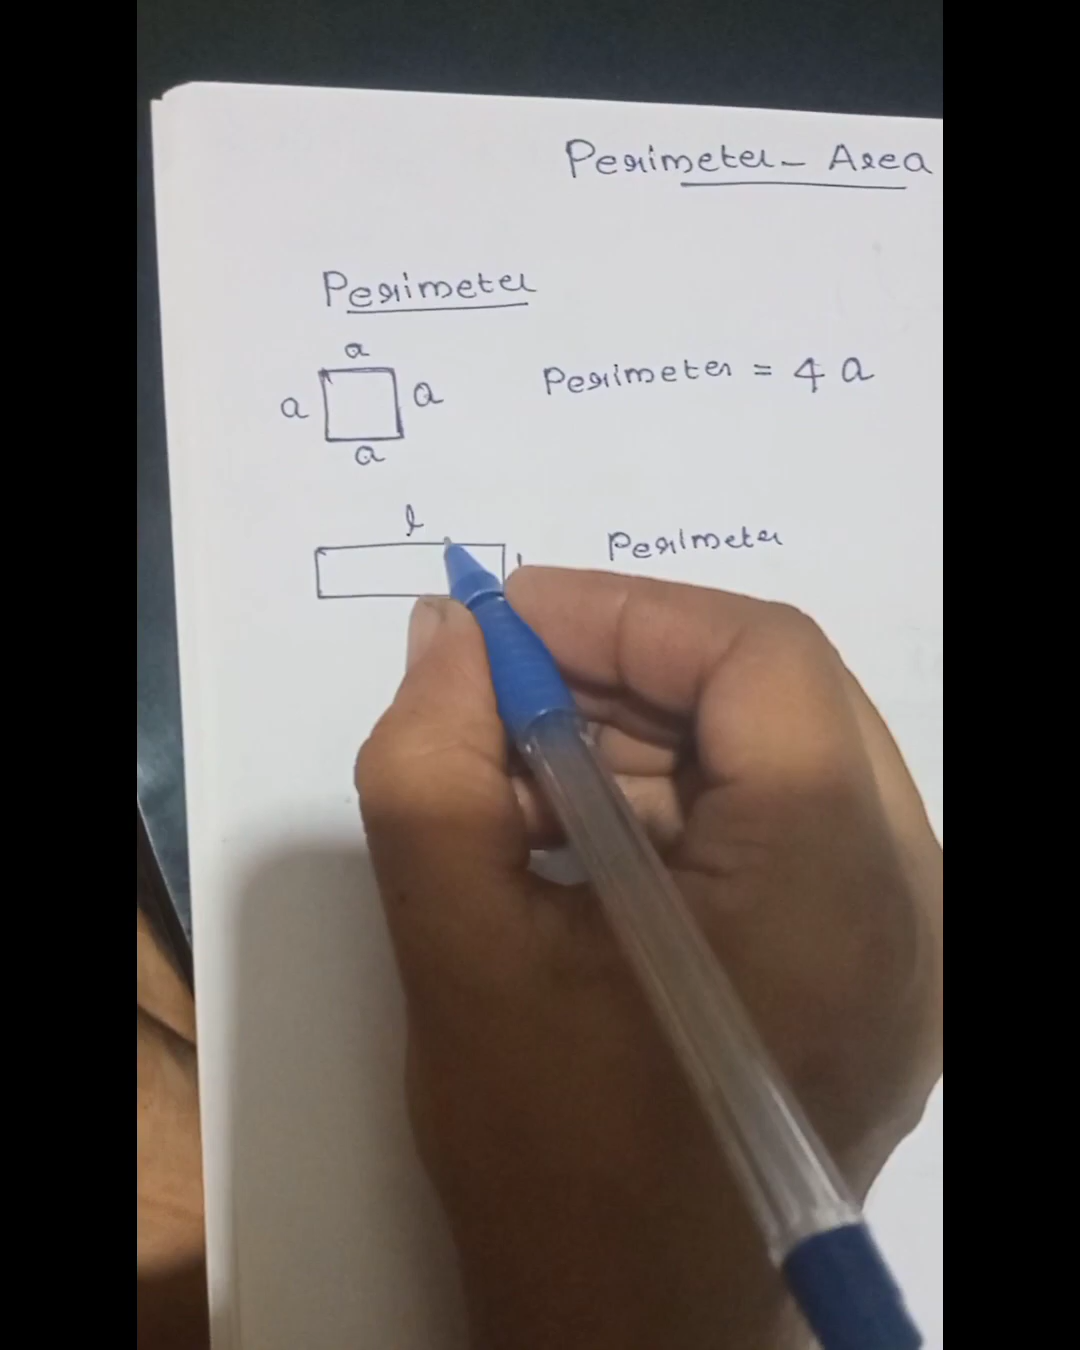 Perimeter - Area
Perimeter
a
a a
a
Perimeter = 4 a
l
Perimeter